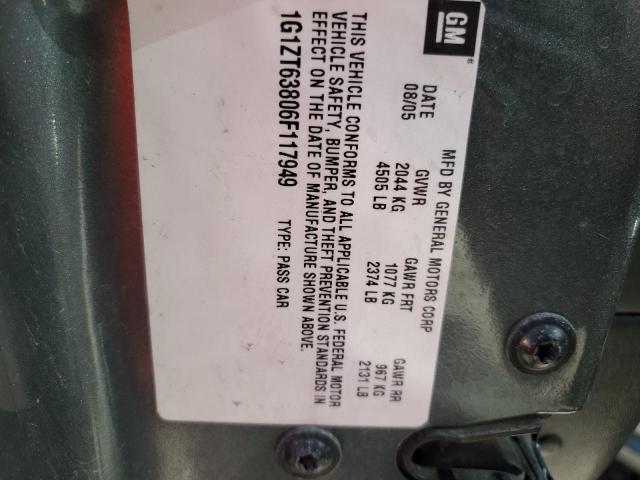 GM
MFD BY GENERAL MOTORS CORP
DATE GVWR GAWR FRT GAWR RR
08/05 2044 KG 1077 KG 967 KG
4505 LB 2374 LB 2131 LB
THIS VEHICLE CONFORMS TO ALL APPLICABLE U.S. FEDERAL MOTOR
VEHICLE SAFETY, BUMPER, AND THEFT PREVENTION STANDARDS IN
EFFECT ON THE DATE OF MANUFACTURE SHOWN ABOVE.
1G1ZT63806F117949 TYPE: PASS CAR